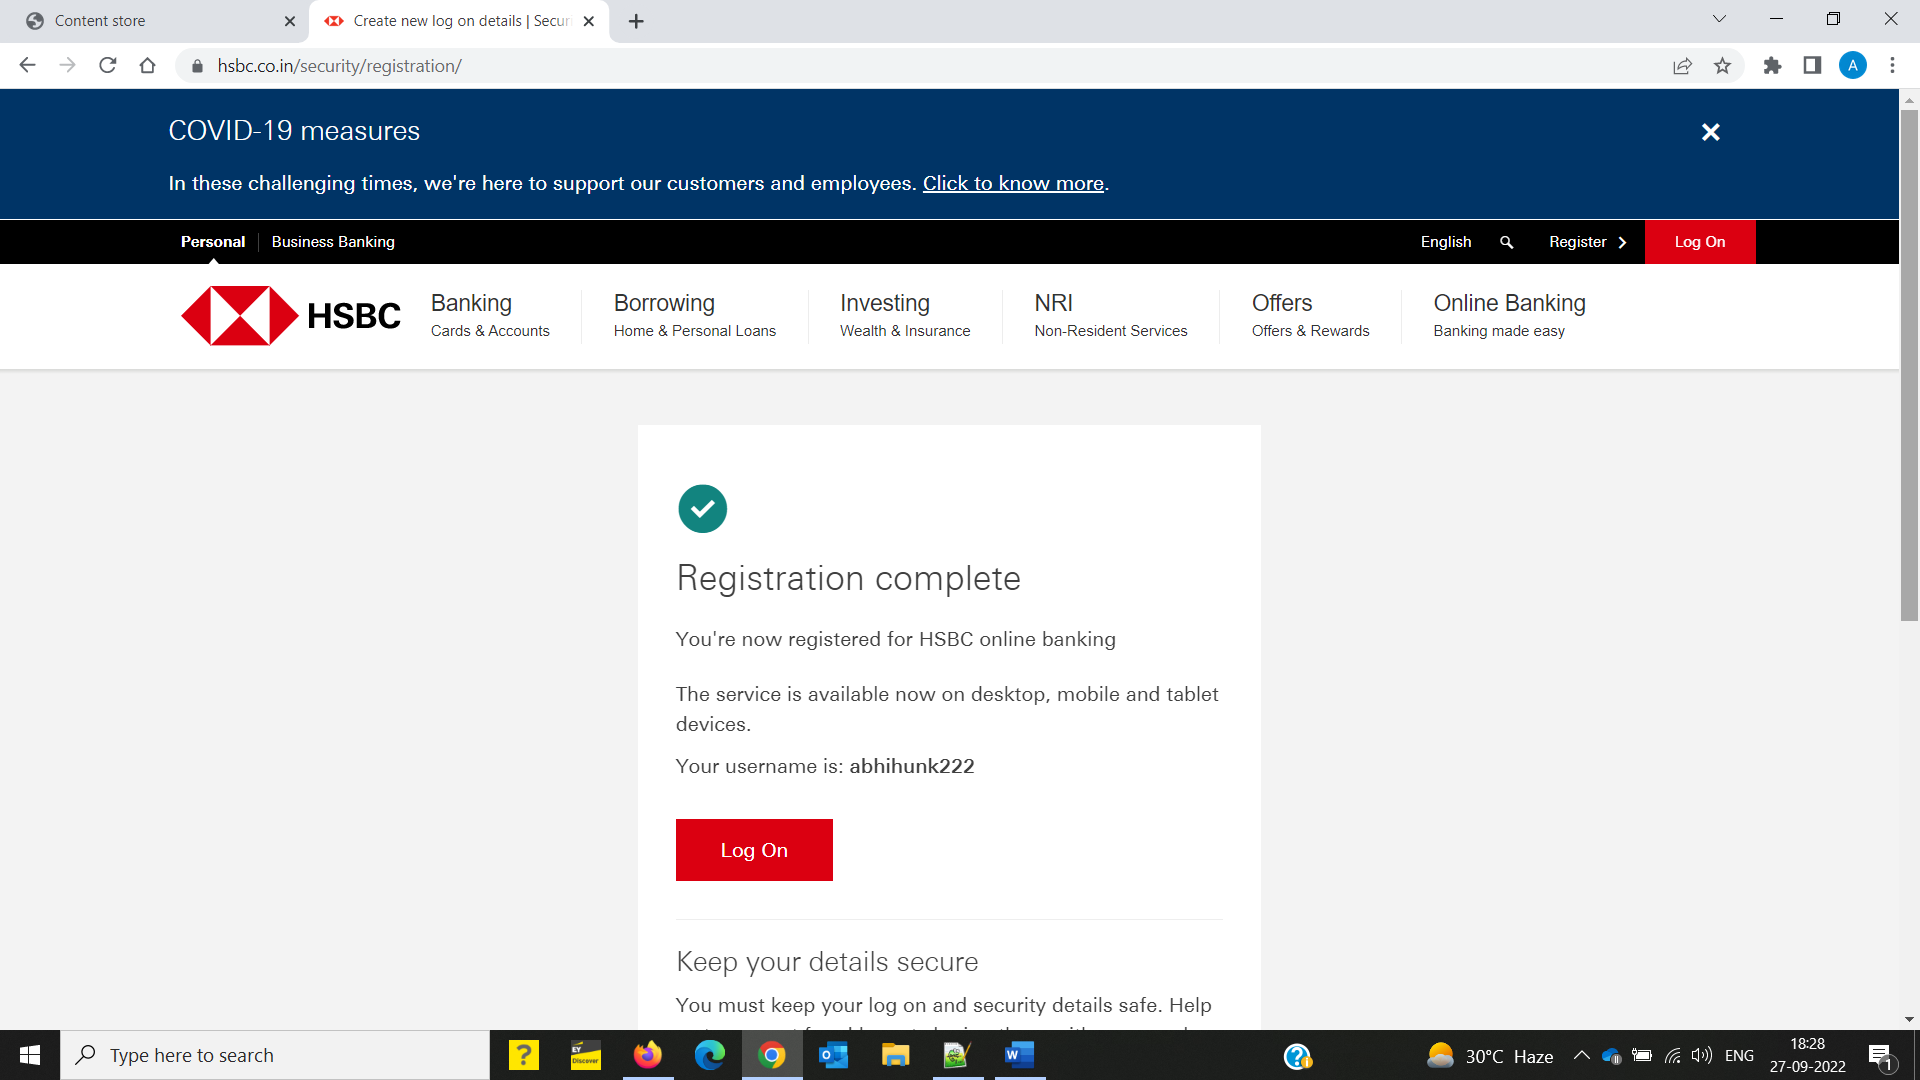 Content store
Create new log on details | Secur
hsbc.co.in/security/registration/
A
COVID-19 measures
In these challenging times, we're here to support our customers and employees. Click to know more.
Personal
Business Banking
English
Register
Log On
HSBC
Banking
Cards & Accounts
Borrowing
Home & Personal Loans
Investing
Wealth & Insurance
NRI
Non-Resident Services
Offers
Offers & Rewards
Online Banking
Banking made easy
Registration complete
You're now registered for HSBC online banking
The service is available now on desktop, mobile and tablet
devices.
Your username is: abhihunk222
Log On
Keep your details secure
You must keep your log on and security details safe. Help
Type here to search
?
EY
Discover
W
?
30°C Haze
ENG
18:28
27-09-2022
1